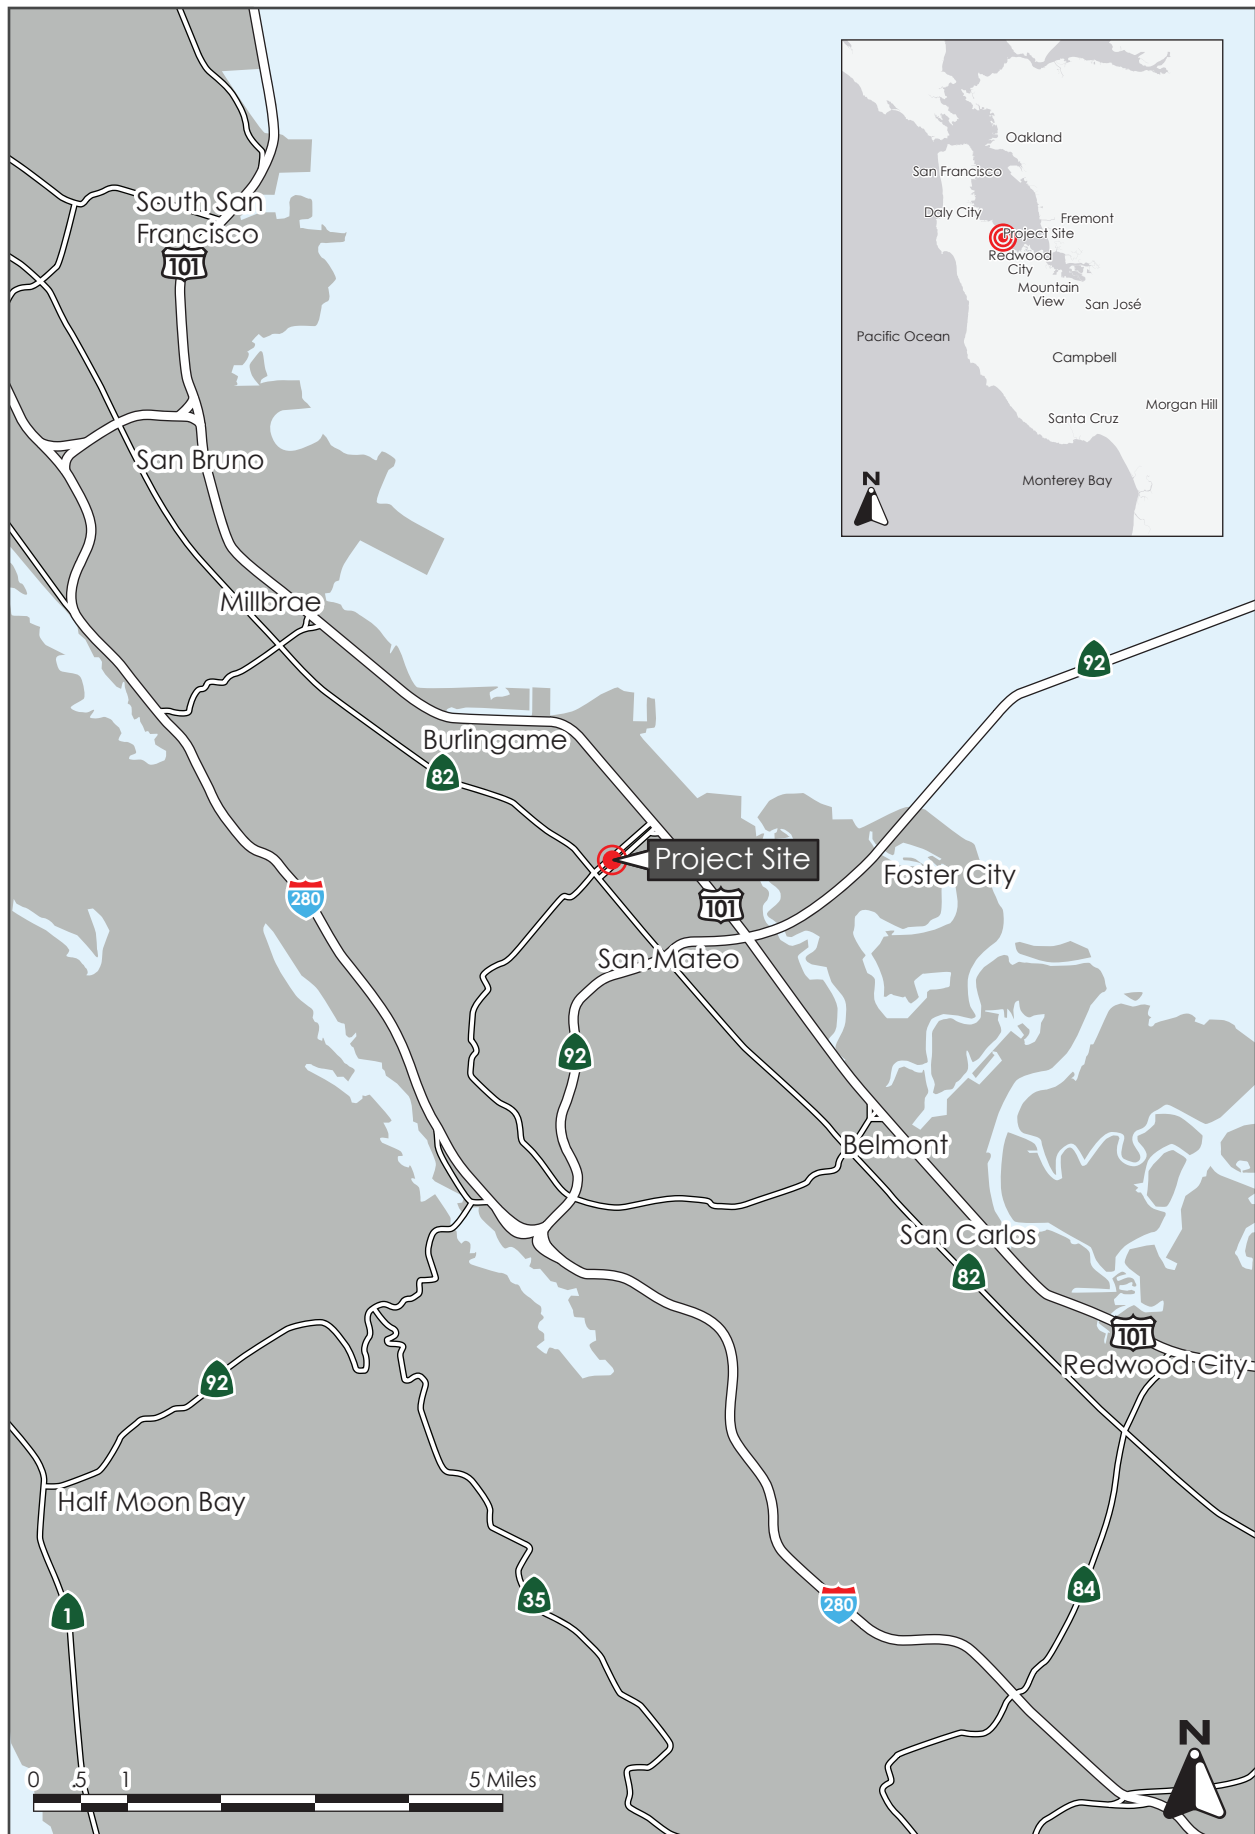 South San
Francisco
101
San Bruno
Millbrae
Burlingame
82
92
Project Site
280
101
Foster City
San Mateo
92
Belmont
San Carlos
82
101
Redwood City
92
Half Moon Bay
1
35
280
84
0 .5 1 5 Miles
N
Oakland
San Francisco
Daly City
Fremont
Project Site
Redwood
City
Mountain
View
San José
Pacific Ocean
Campbell
Morgan Hill
Santa Cruz
Monterey Bay
N